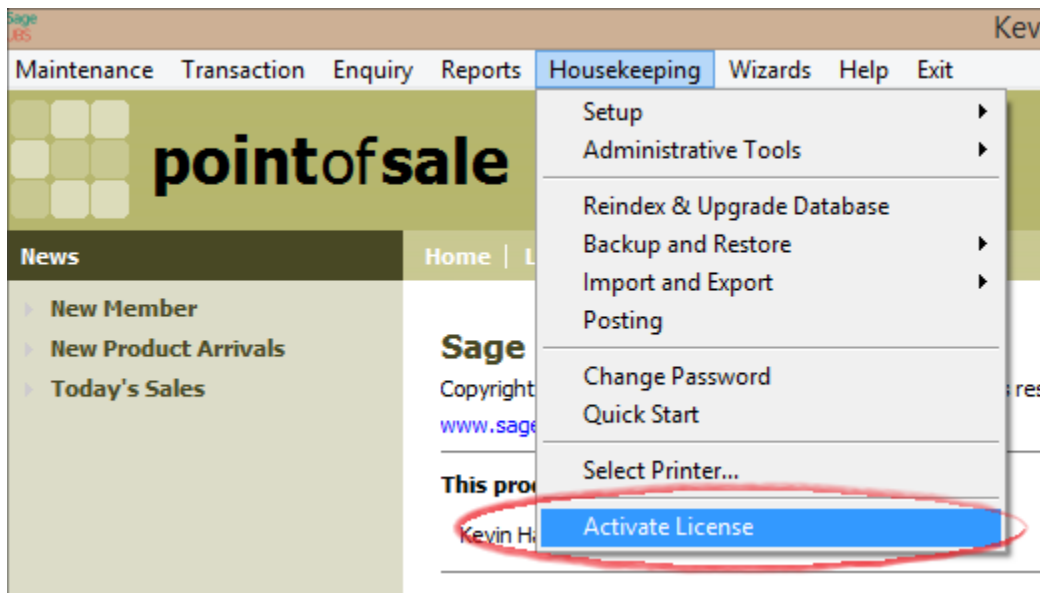 Sage
UBS
Kev
Maintenance Transaction Enquiry Reports Housekeeping Wizards Help Exit
pointofsale
Setup
Administrative Tools
Reindex & Upgrade Database
Backup and Restore
Import and Export
Posting
Change Password
Quick Start
Select Printer...
Activate License
News
New Member
New Product Arrivals
Today's Sales
Home | L
Sage
Copyright
res
www.sage
This pro
Kevin Ha